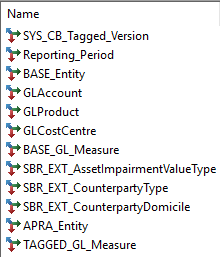 Name
SYS_CB_Tagged_Version
Reporting_Period
BASE_Entity
GLAccount
GLProduct
GLCostCentre
BASE_GL_Measure
SBR_EXT_AssetImpairmentValueType
SBR_EXT_CounterpartyType
SBR_EXT_CounterpartyDomicile
APRA_Entity
TAGGED_GL_Measure